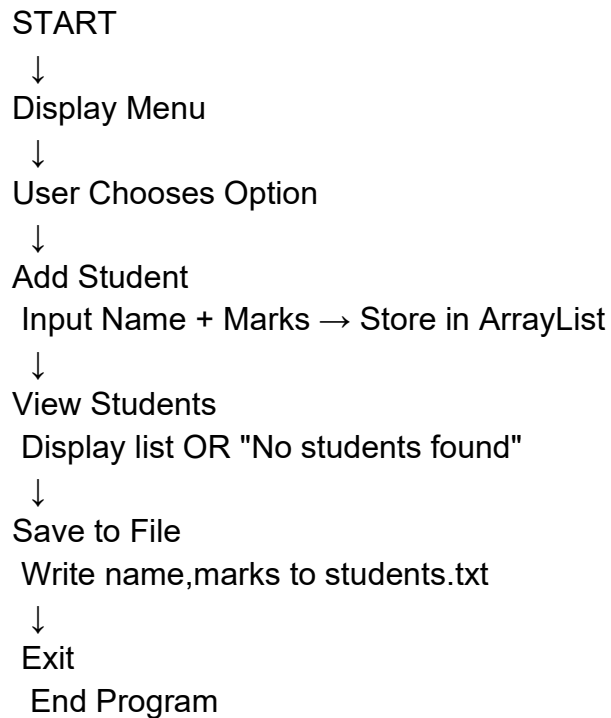 START
↓
Display Menu
↓
User Chooses Option
↓
Add Student
Input Name + Marks → Store in ArrayList
↓
View Students
Display list OR "No students found"
↓
Save to File
Write name,marks to students.txt
↓
Exit
End Program